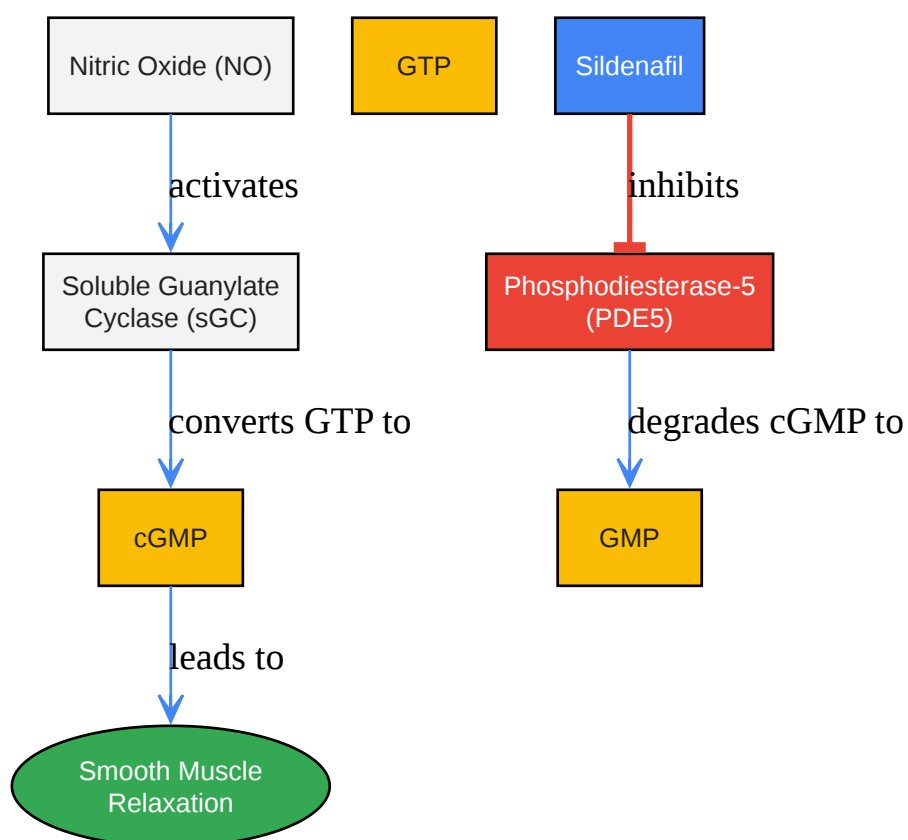 Nitric Oxide (NO)
GTP
Sildenafil
activates
inhibits
Soluble Guanylate
Cyclase (sGC)
Phosphodiesterase-5
(PDE5)
converts GTP to
degrades cGMP to
cGMP
GMP
leads to
Smooth Muscle
Relaxation